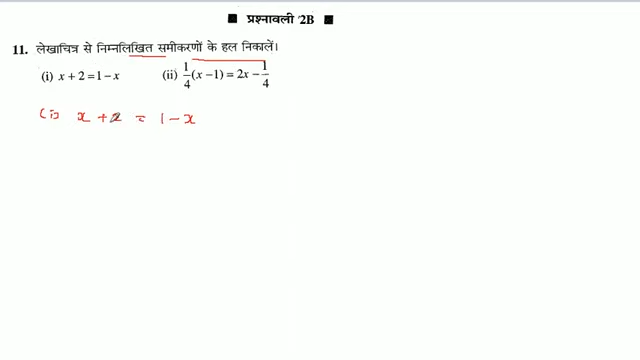 ■ प्रश्नावली 2B ■
11. लेखाचित्र से निम्नलिखित समीकरणों के हल निकालें।
(i) x + 2 = 1 – x (ii) 1/4 (x – 1) = 2x – 1/4
(i) x + 2 = 1 – x